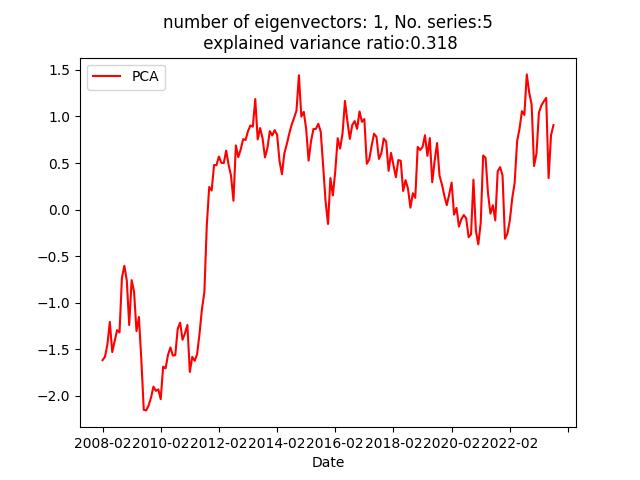 number of eigenvectors: 1, No. series:5
explained variance ratio:0.318
PCA
1.5
1.0
0.5
0.0
−0.5
−1.0
−1.5
−2.0
2008-022010-022012-022014-022016-022018-022020-022022-02
Date